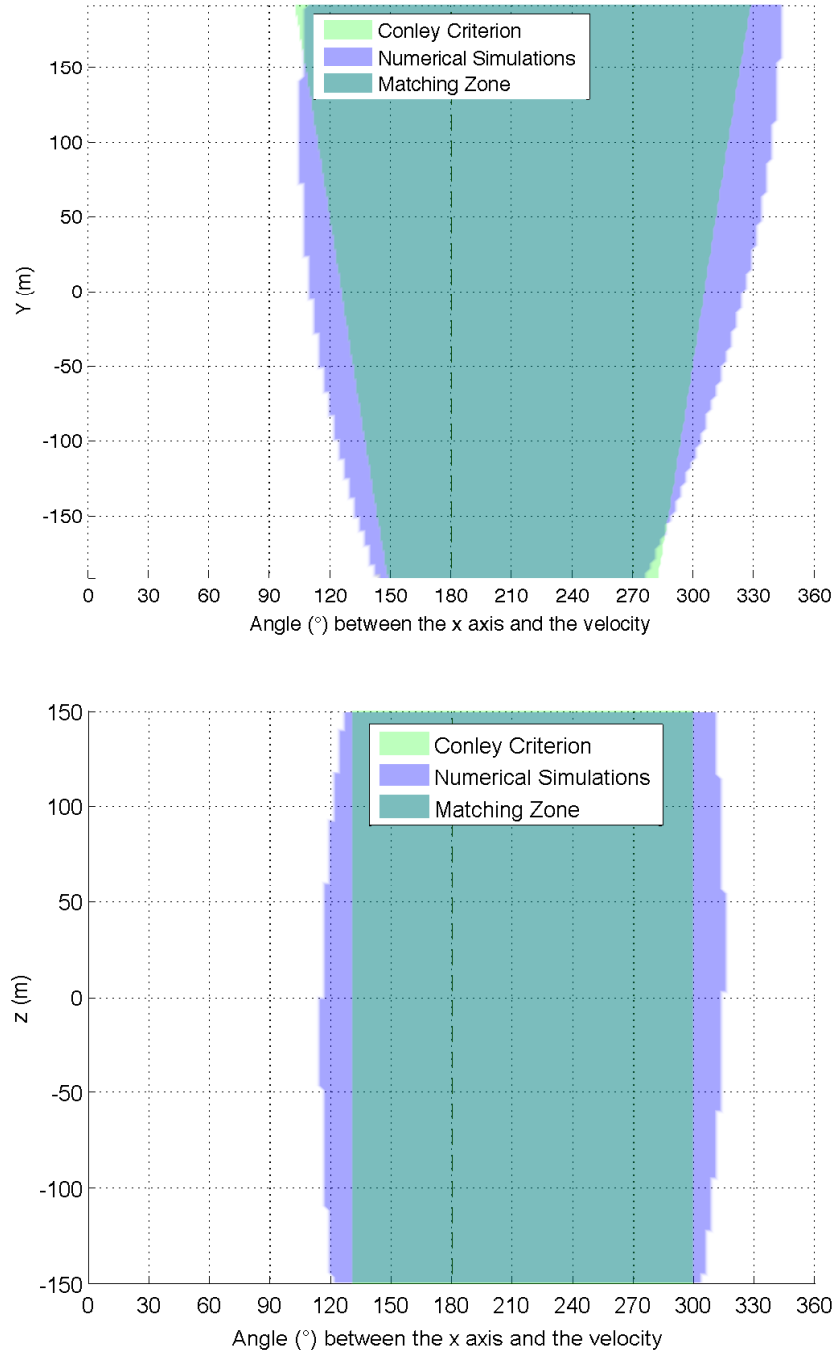 Conley Criterion
Numerical Simulations
Matching Zone
150
100
50
0
-50
-100
-150
Y (m)
0 30 60 90 120 150 180 210 240 270 300 330 360
Angle (°) between the x axis and the velocity
150
100
50
0
-50
-100
-150
z (m)
Conley Criterion
Numerical Simulations
Matching Zone
0 30 60 90 120 150 180 210 240 270 300 330 360
Angle (°) between the x axis and the velocity